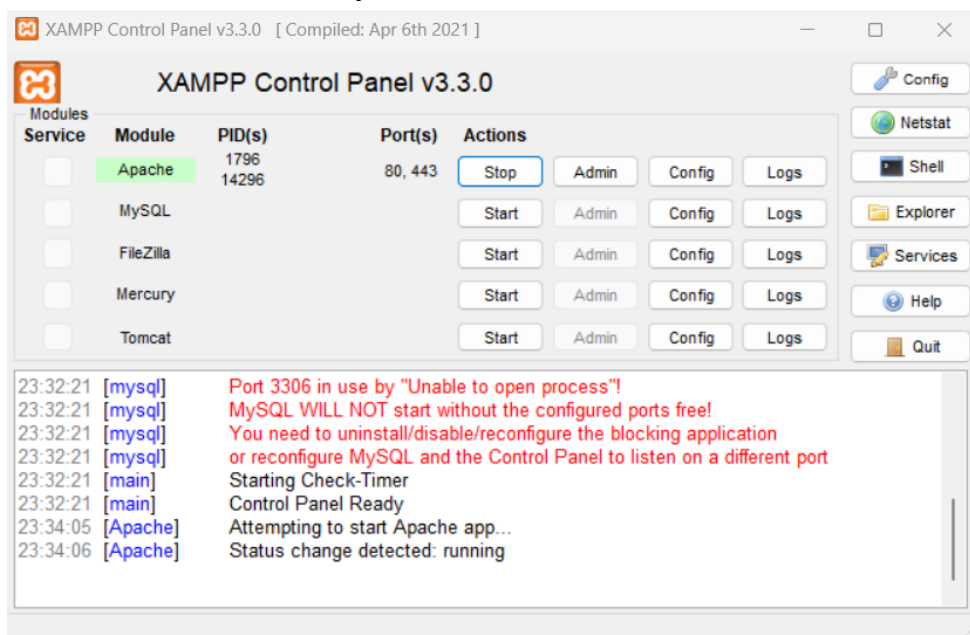 XAMPP Control Panel v3.3.0 [ Compiled: Apr 6th 2021 ]
XAMPP Control Panel v3.3.0
Config
Modules
Service Module PID(s) Port(s) Actions
Netstat
Apache 1796 14296 80, 443 Stop Admin Config Logs
Shell
MySQL Start Admin Config Logs
Explorer
FileZilla Start Admin Config Logs
Services
Mercury Start Admin Config Logs
Help
Tomcat Start Admin Config Logs
Quit
23:32:21 [mysql] Port 3306 in use by "Unable to open process"!
23:32:21 [mysql] MySQL WILL NOT start without the configured ports free!
23:32:21 [mysql] You need to uninstall/disable/reconfigure the blocking application
23:32:21 [mysql] or reconfigure MySQL and the Control Panel to listen on a different port
23:32:21 [main] Starting Check-Timer
23:32:21 [main] Control Panel Ready
23:34:05 [Apache] Attempting to start Apache app...
23:34:06 [Apache] Status change detected: running